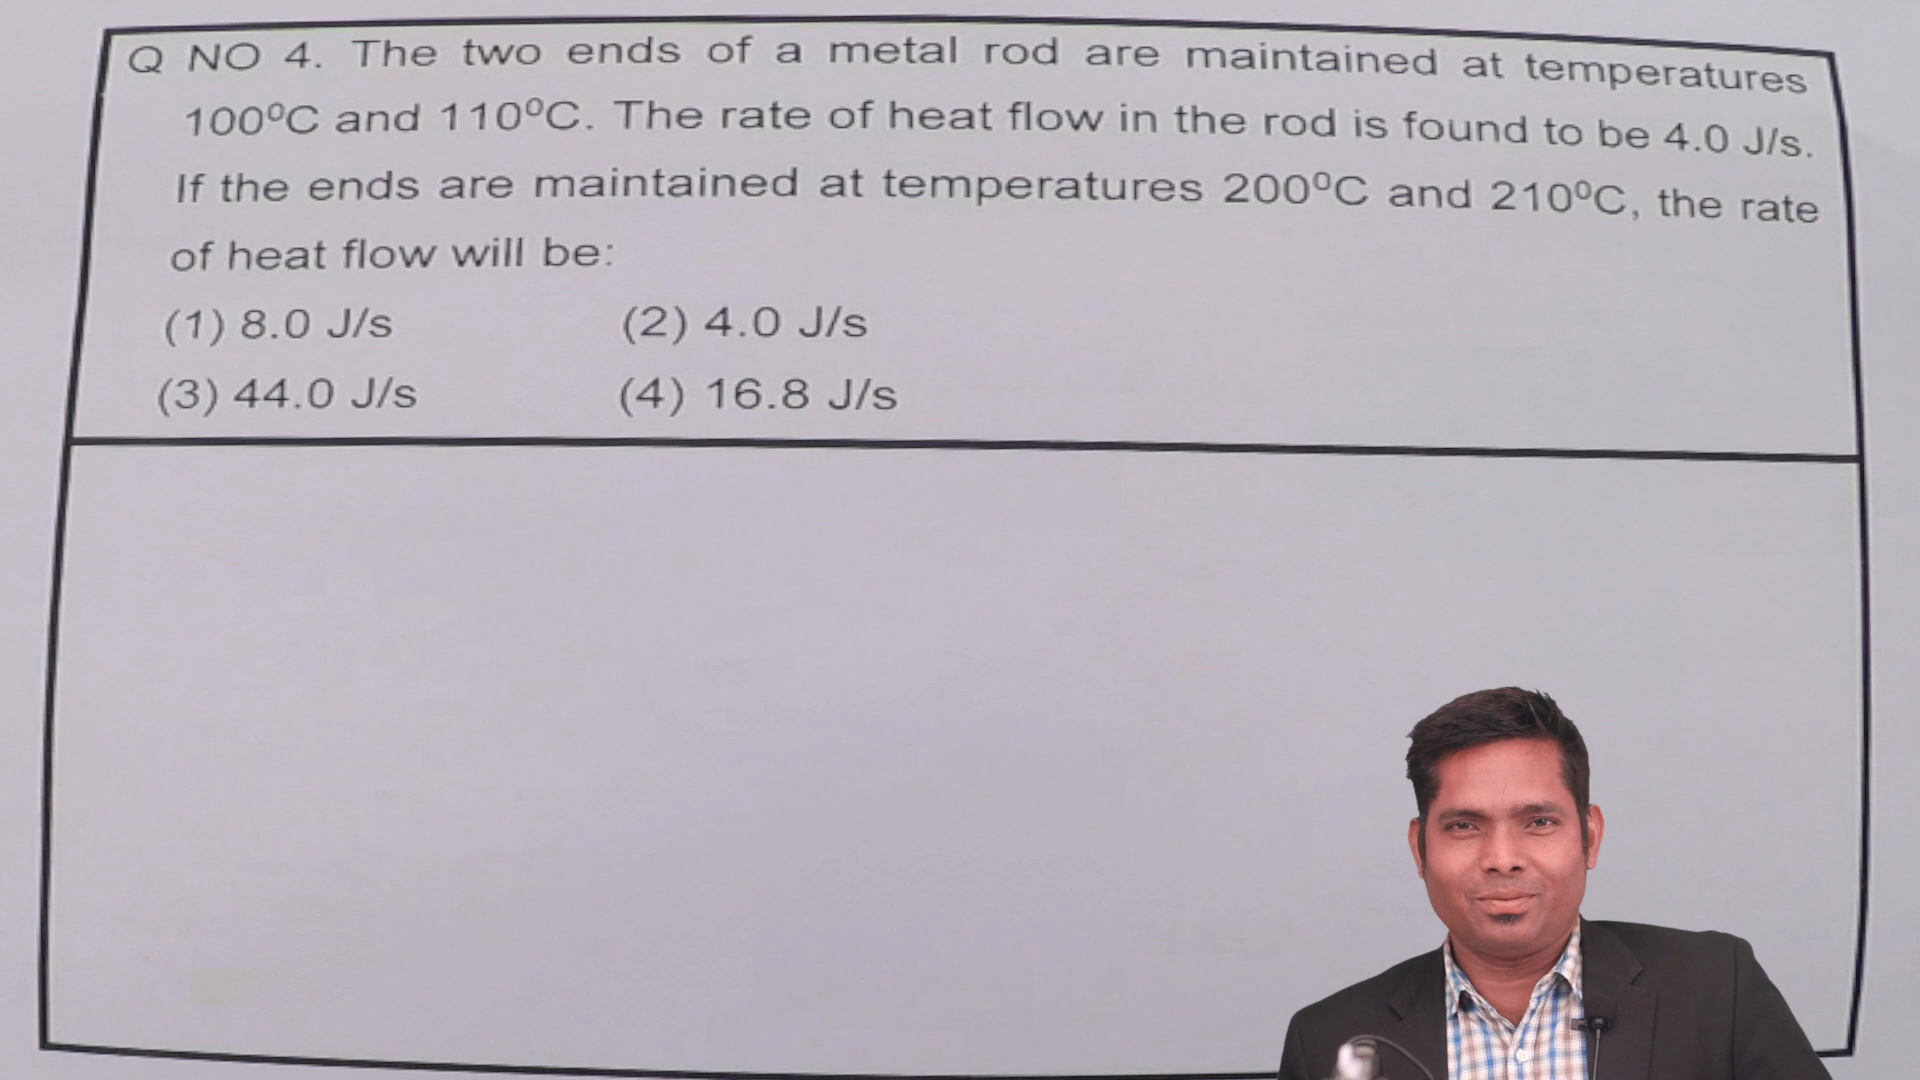 Q NO 4. The two ends of a metal rod are maintained at temperatures
100⁰C and 110⁰C. The rate of heat flow in the rod is found to be 4.0 J/s.
If the ends are maintained at temperatures 200⁰C and 210⁰C, the rate
of heat flow will be:
(1) 8.0 J/s (2) 4.0 J/s
(3) 44.0 J/s (4) 16.8 J/s